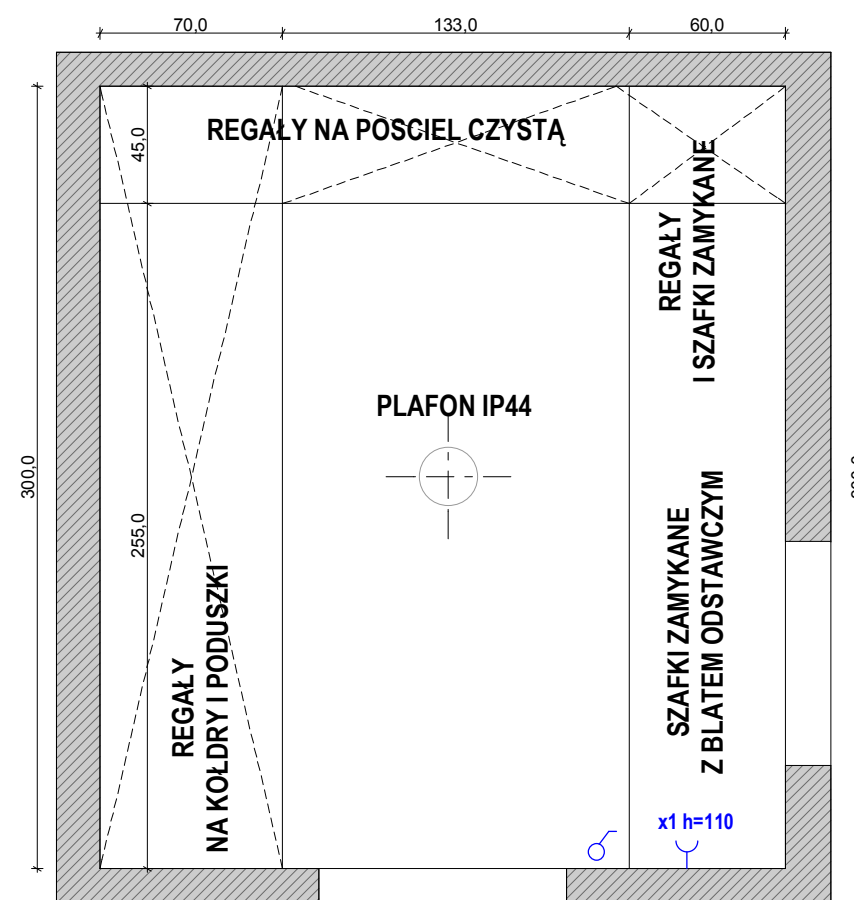 70,0
133,0
60,0
45,0
REGAŁY NA POSCIEL CZYSTĄ
REGAŁY
I SZAFKI ZAMYKANE
PLAFON IP44
300,0
255,0
REGAŁY
NA KOŁDRY I PODUSZKI
SZAFKI ZAMYKANE
Z BLATEM ODSTAWCZYM
x1 h=110